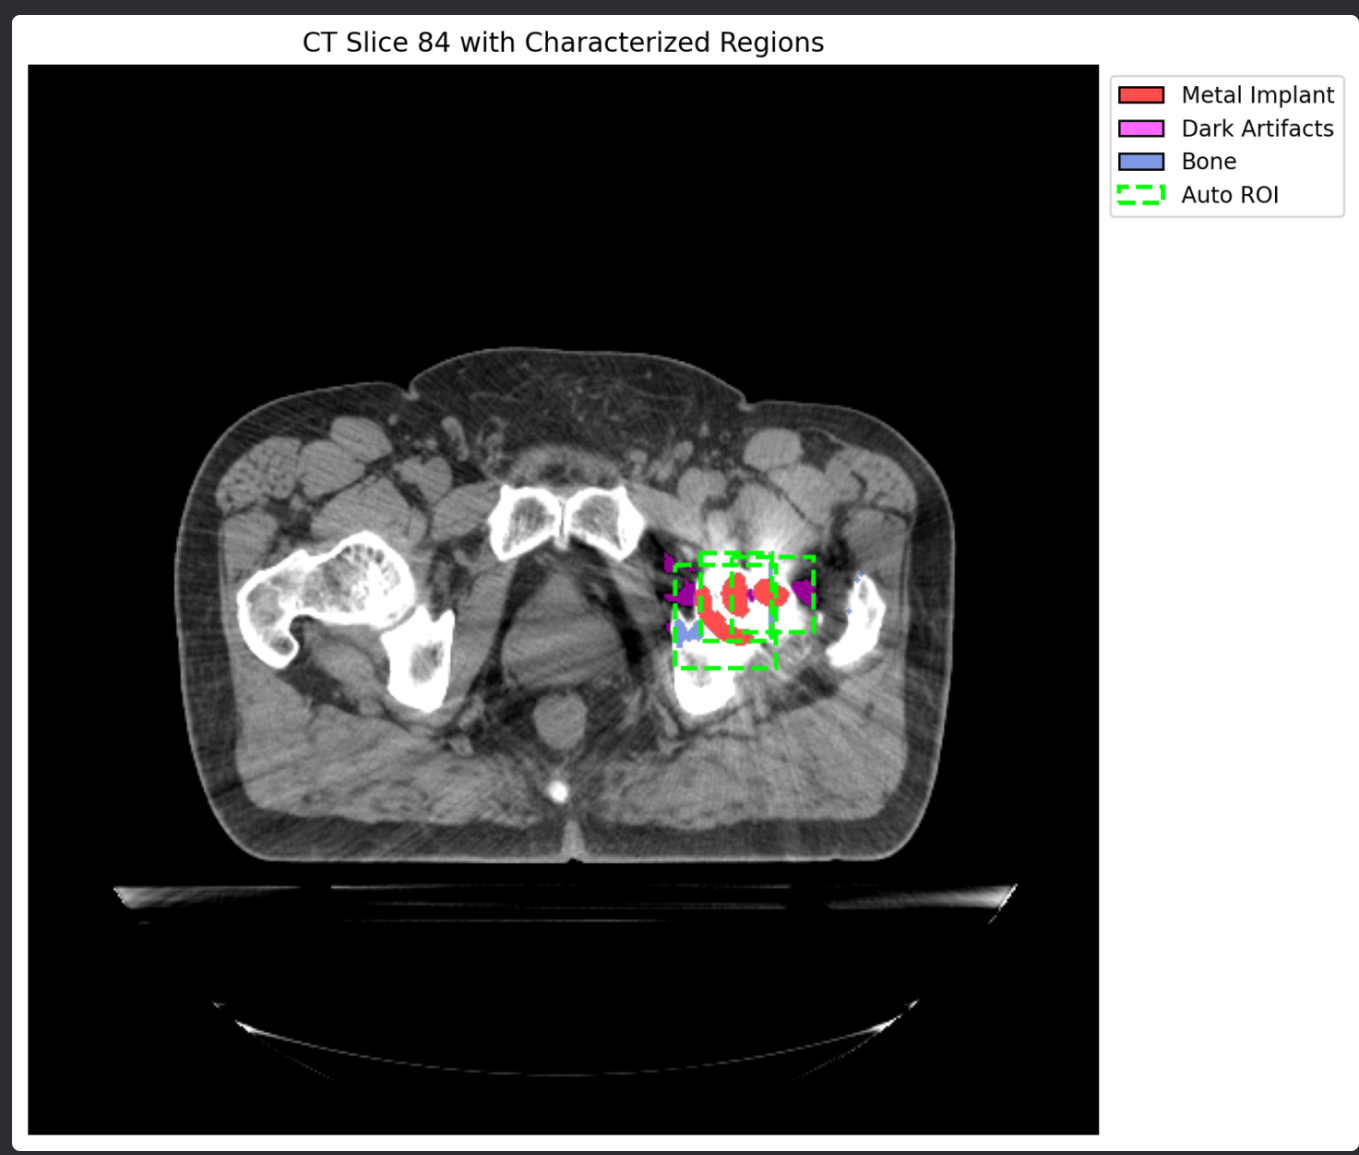 CT Slice 84 with Characterized Regions
Metal Implant
Dark Artifacts
Bone
Auto ROI